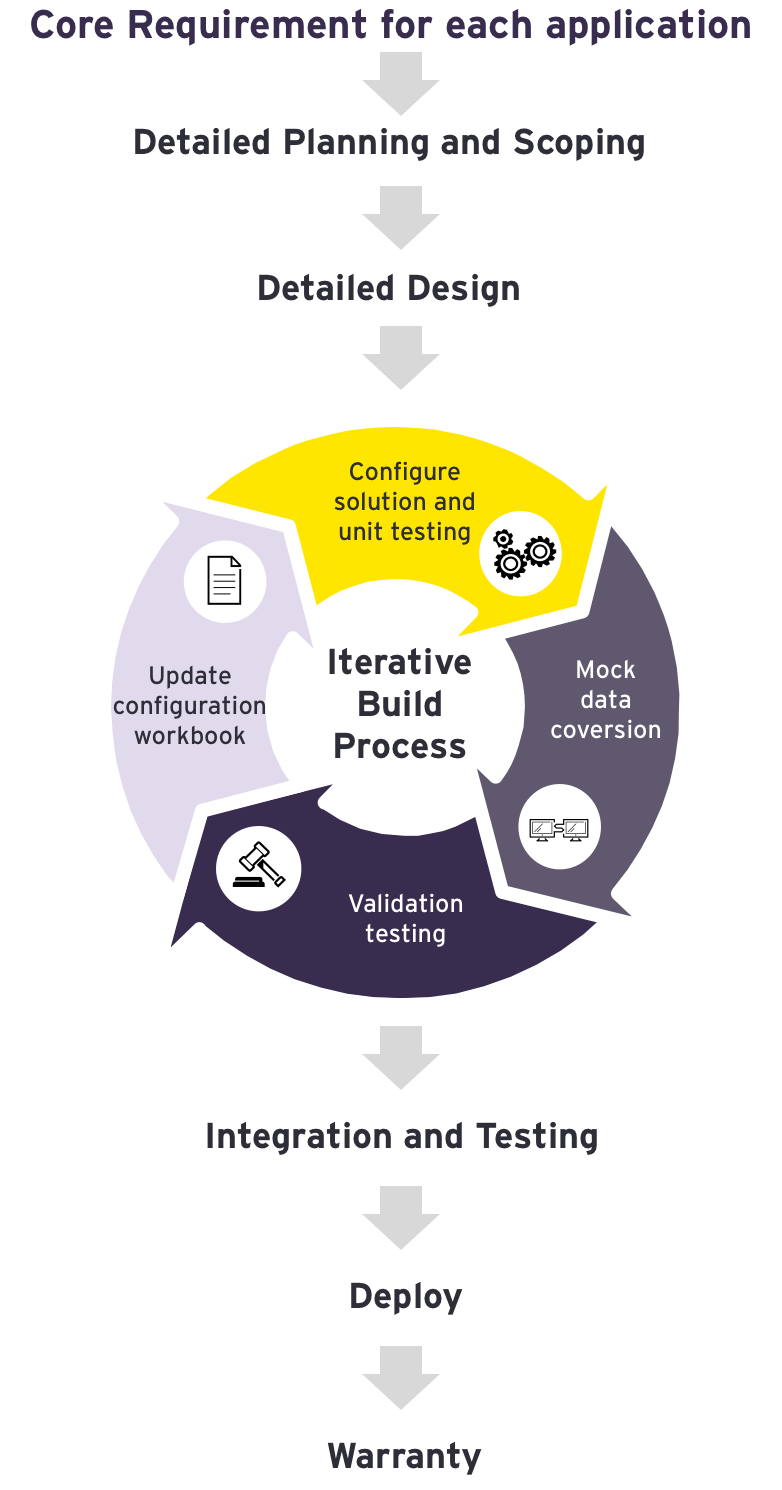 Core Requirement for each application
Detailed Planning and Scoping
Detailed Design
Configure
solution and
unit testing
Mock
data
coversion
Iterative
Build
Process
Update
configuration
workbook
Validation
testing
Integration and Testing
Deploy
Warranty